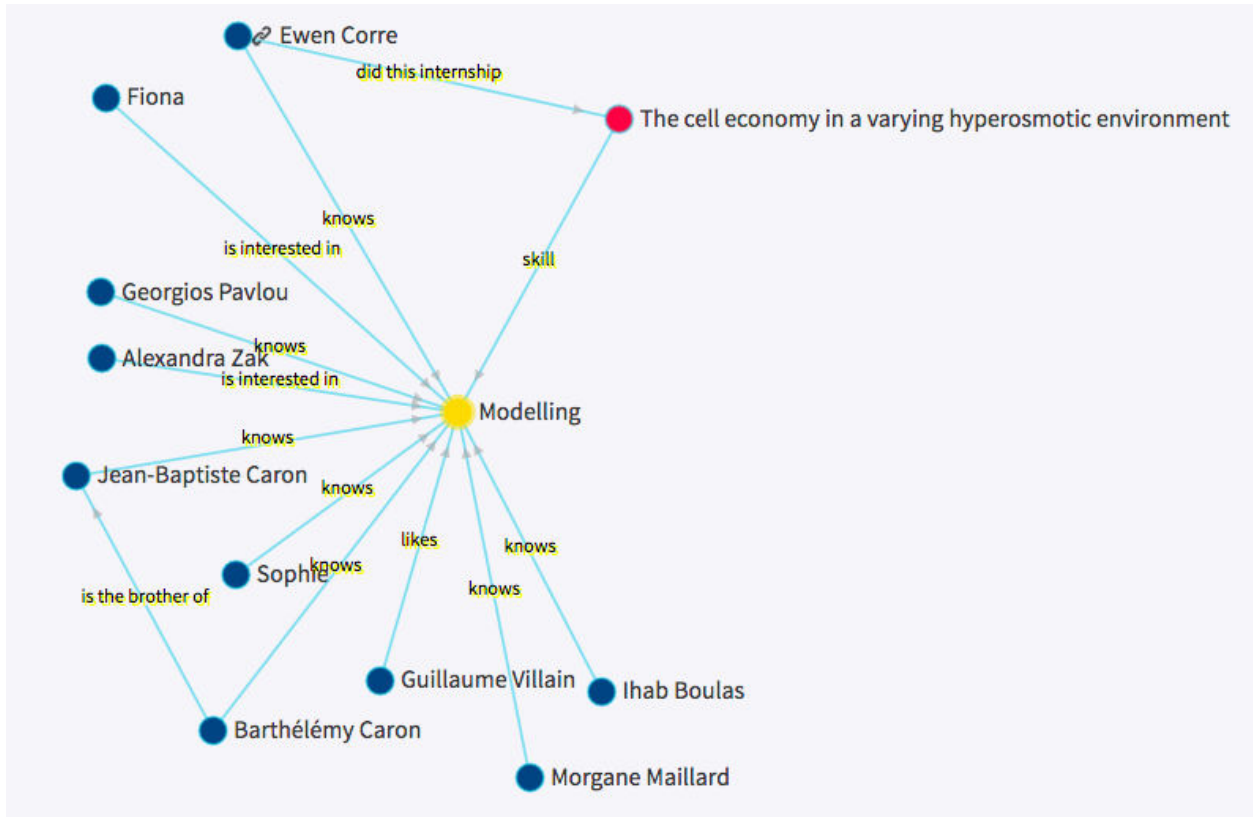 Ewen Corre
did this internship
Fiona
The cell economy in a varying hyperosmotic environment
knows
is interested in
skill
Georgios Pavlou
knows
Alexandra Zak
is interested in
Modelling
knows
Jean-Baptiste Caron
knows
likes
knows
Sophie
knows
knows
is the brother of
Guillaume Villain
Ihab Boulas
Barthélémy Caron
Morgane Maillard